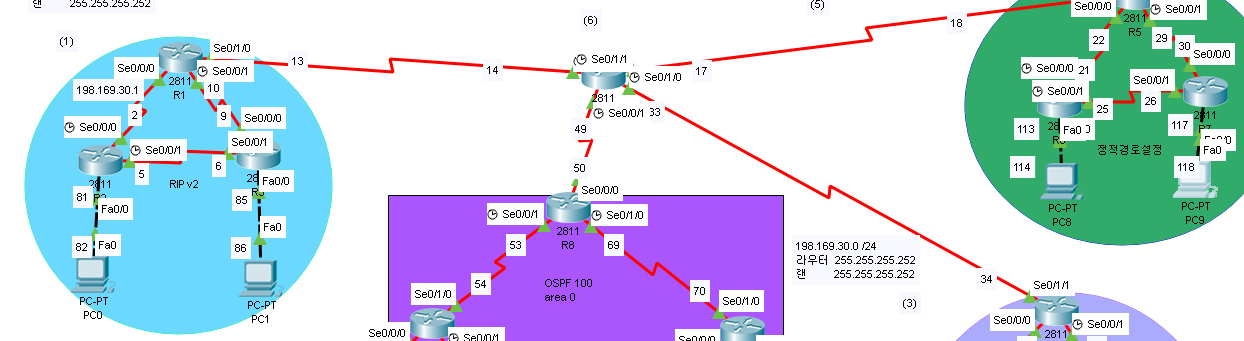 랜 255.255.255.252
(6)
(5)
(1)
Se0/1/0
13
14
17
18
Se0/0/0
2811
R5
Se0/0/0
2811
R1
Se0/0/1
10
198.169.30.1
2
9
Se0/0/0
Se0/0/0
Se0/0/1
5
6
Se0/0/1
2811
RIP v2
81
Fa0/0
82
Fa0
PC-PT
PC0
Fa0/0
85
86
PC-PT
PC1
Se0/1/1
Se0/1/0
2811
Se0/0/1
33
49
50
Se0/0/0
Se0/0/1
Se0/1/0
2811
R8
53
69
54
70
OSPF 100
area 0
Se0/1/0
Se0/1/0
Se0/0/0
Se0/0/1
Se0/0/0
22
29
30
Se0/0/0
Se0/0/0
21
Se0/0/1
Se0/1/1
25
26
2811
113
Fa0
114
PC-PT
PC8
정적경로설정
117
Fa0
118
PC-PT
PC9
198.169.30.0 /24
라우터 255.255.255.252
랜 255.255.255.252
(3)
34
Se0/1/1
Se0/0/0
Se0/0/1
2811